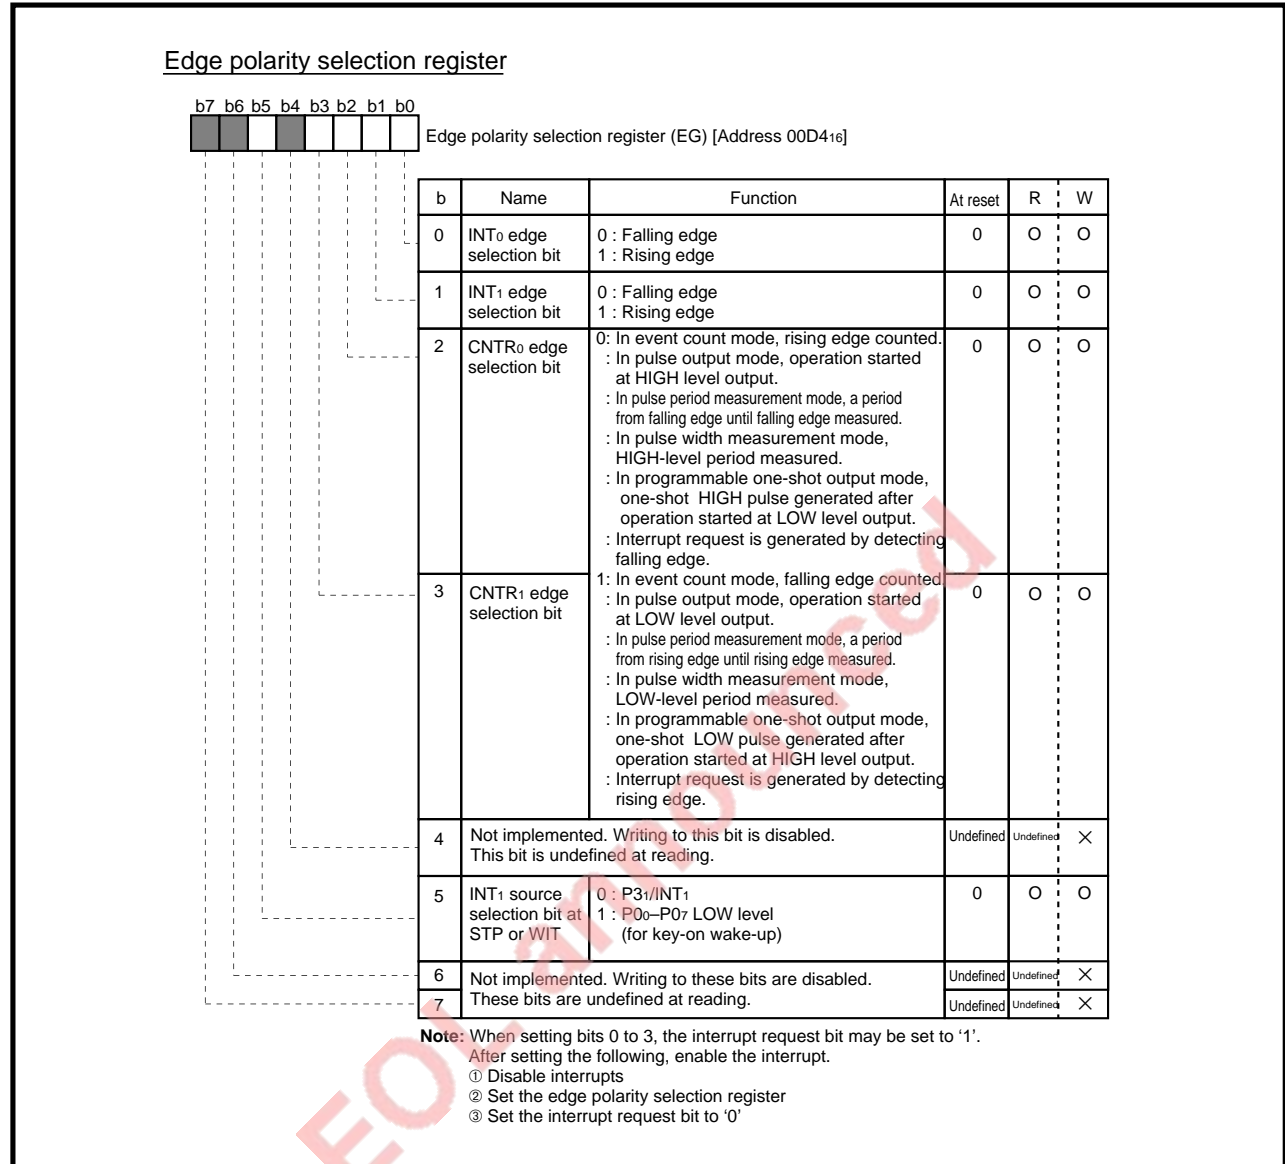 Edge polarity selection register
b7 b6 b5 b4 b3 b2 b1 b0
Edge polarity selection register (EG) [Address 00D416]
b Name Function At reset R W
0 INT0 edge selection bit 0 : Falling edge 0 O O
1 : Rising edge
1 INT1 edge selection bit 0 : Falling edge 0 O O
1 : Rising edge
2 CNTR0 edge selection bit 0: In event count mode, rising edge counted. 0 O O
: In pulse output mode, operation started
at HIGH level output.
: In pulse period measurement mode, a period
from falling edge until falling edge measured.
: In pulse width measurement mode,
HIGH-level period measured.
: In programmable one-shot output mode,
one-shot HIGH pulse generated after
operation started at LOW level output.
: Interrupt request is generated by detecting
falling edge.
3 CNTR1 edge selection bit 1: In event count mode, falling edge counted. 0 O O
: In pulse output mode, operation started
at LOW level output.
: In pulse period measurement mode, a period
from rising edge until rising edge measured.
: In pulse width measurement mode,
LOW-level period measured.
: In programmable one-shot output mode,
one-shot LOW pulse generated after
operation started at HIGH level output.
: Interrupt request is generated by detecting
rising edge.
4 Not implemented. Writing to this bit is disabled. Undefined Undefined ×
This bit is undefined at reading.
5 INT1 source selection bit at STP or WIT 0 : P31/INT1 0 O O
1 : P00–P07 LOW level
(for key-on wake-up)
6 Not implemented. Writing to these bits are disabled. Undefined Undefined ×
7 These bits are undefined at reading. Undefined Undefined ×
Note: When setting bits 0 to 3, the interrupt request bit may be set to ‘1’.
After setting the following, enable the interrupt.
① Disable interrupts
② Set the edge polarity selection register
③ Set the interrupt request bit to ‘0’
EOL announced